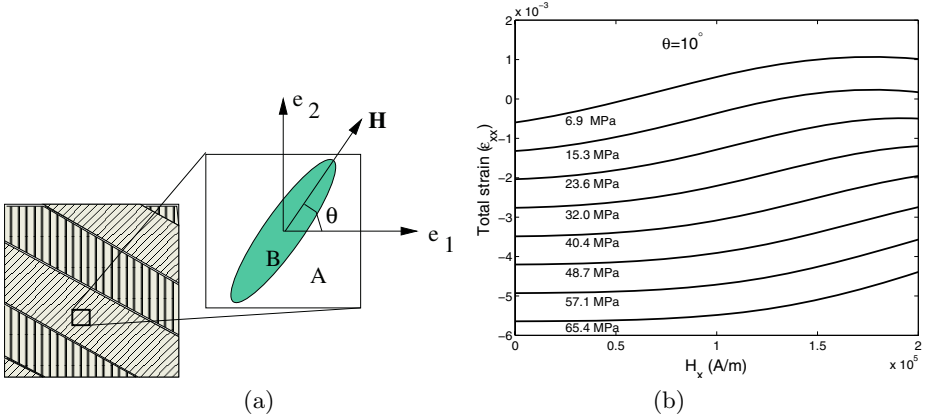 e 2
H
θ
e 1
B
A
(a)
x 10⁻³
θ=10°
2
1
0
−1
−2
−3
−4
−5
−6
Total strain (εxx)
6.9 MPa
15.3 MPa
23.6 MPa
32.0 MPa
40.4 MPa
48.7 MPa
57.1 MPa
65.4 MPa
0
0.5
1
1.5
2
Hx (A/m)
x 10⁵
(b)